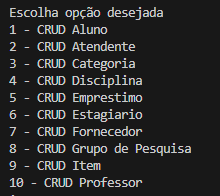 Escolha opção desejada
1 - CRUD Aluno
2 - CRUD Atendente
3 - CRUD Categoria
4 - CRUD Disciplina
5 - CRUD Emprestimo
6 - CRUD Estagiario
7 - CRUD Fornecedor
8 - CRUD Grupo de Pesquisa
9 - CRUD Item
10 - CRUD Professor